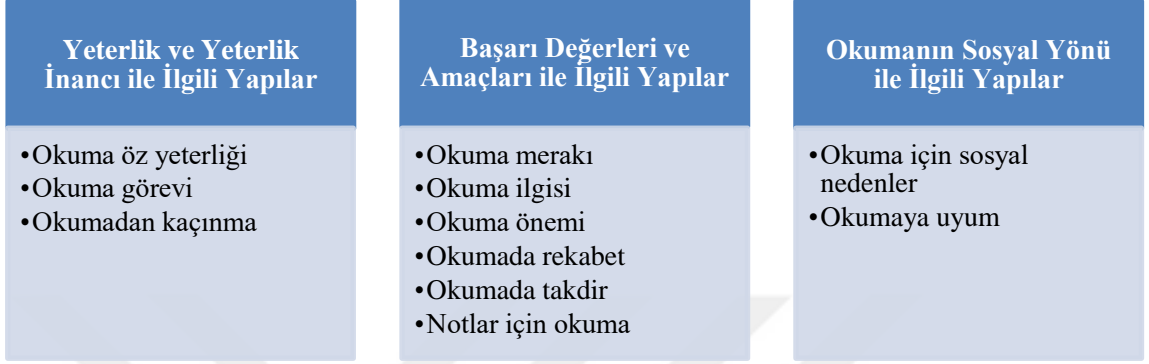 Yeterlik ve Yeterlik
İnancı ile İlgili Yapılar
•Okuma öz yeterliği
•Okuma görevi
•Okumadan kaçınma
Başarı Değerleri ve
Amaçları ile İlgili Yapılar
•Okuma merakı
•Okuma ilgisi
•Okuma önemi
•Okumada rekabet
•Okumada takdir
•Notlar için okuma
Okumanın Sosyal Yönü
ile İlgili Yapılar
•Okuma için sosyal
nedenler
•Okumaya uyum